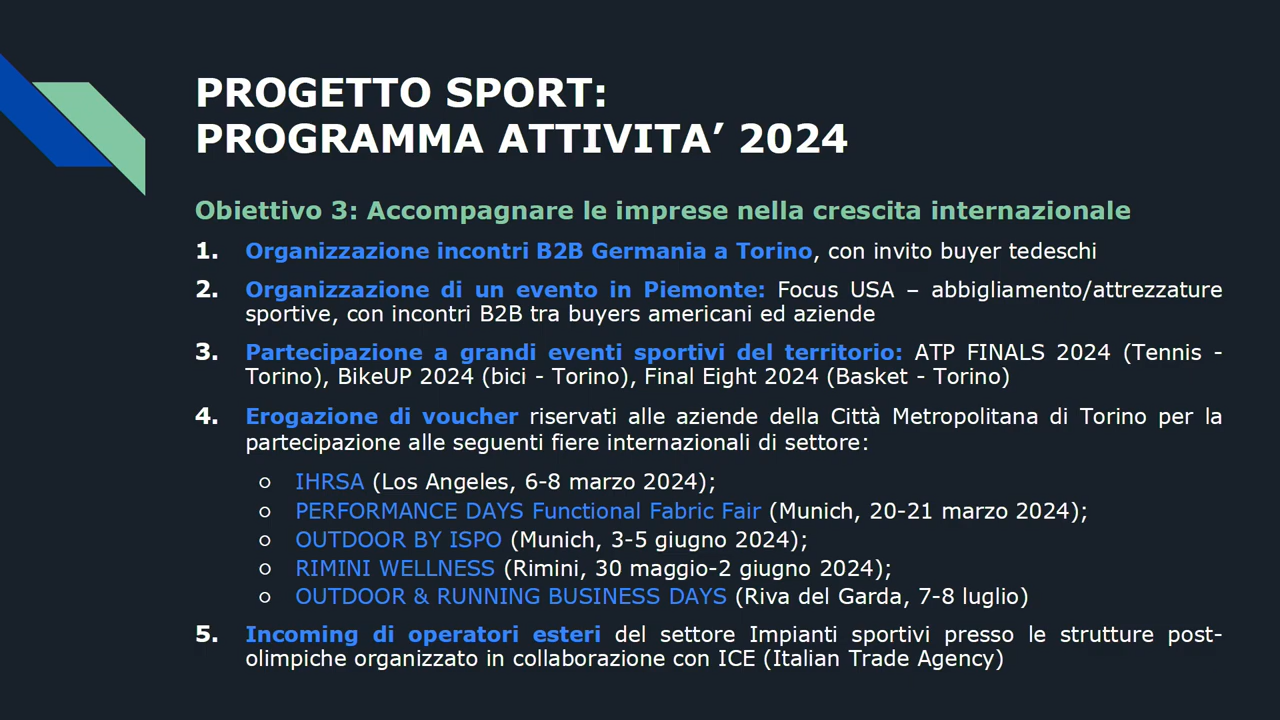 PROGETTO SPORT:
PROGRAMMA ATTIVITA’ 2024
Obiettivo 3: Accompagnare le imprese nella crescita internazionale
1. Organizzazione incontri B2B Germania a Torino, con invito buyer tedeschi
2. Organizzazione di un evento in Piemonte: Focus USA – abbigliamento/attrezzature
sportive, con incontri B2B tra buyers americani ed aziende
3. Partecipazione a grandi eventi sportivi del territorio: ATP FINALS 2024 (Tennis -
Torino), BikeUP 2024 (bici - Torino), Final Eight 2024 (Basket - Torino)
4. Erogazione di voucher riservati alle aziende della Città Metropolitana di Torino per la
partecipazione alle seguenti fiere internazionali di settore:
○ IHRSA (Los Angeles, 6-8 marzo 2024);
○ PERFORMANCE DAYS Functional Fabric Fair (Munich, 20-21 marzo 2024);
○ OUTDOOR BY ISPO (Munich, 3-5 giugno 2024);
○ RIMINI WELLNESS (Rimini, 30 maggio-2 giugno 2024);
○ OUTDOOR & RUNNING BUSINESS DAYS (Riva del Garda, 7-8 luglio)
5. Incoming di operatori esteri del settore Impianti sportivi presso le strutture post-
olimpiche organizzato in collaborazione con ICE (Italian Trade Agency)